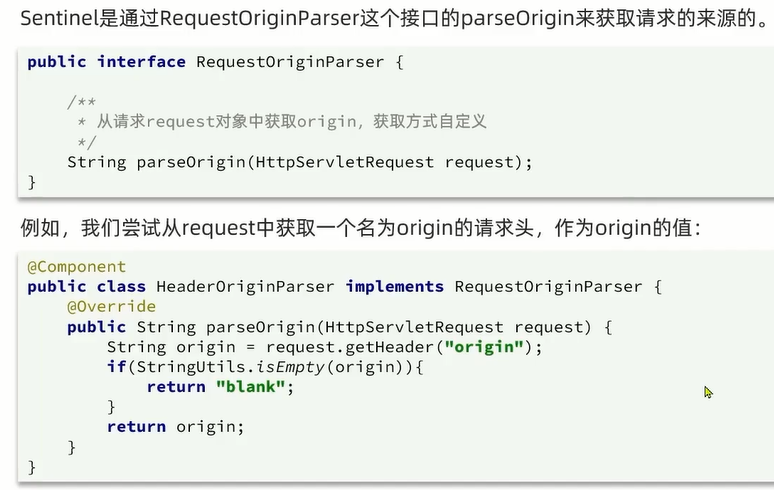 Sentinel是通过RequestOriginParser这个接口的parseOrigin来获取请求的来源的。
public interface RequestOriginParser {
/**
* 从请求request对象中获取origin，获取方式自定义
*/
String parseOrigin(HttpServletRequest request);
}
例如，我们尝试从request中获取一个名为origin的请求头，作为origin的值：
@Component
public class HeaderOriginParser implements RequestOriginParser {
@Override
public String parseOrigin(HttpServletRequest request) {
String origin = request.getHeader("origin");
if(StringUtils.isEmpty(origin)){
return "blank";
}
return origin;
}
}